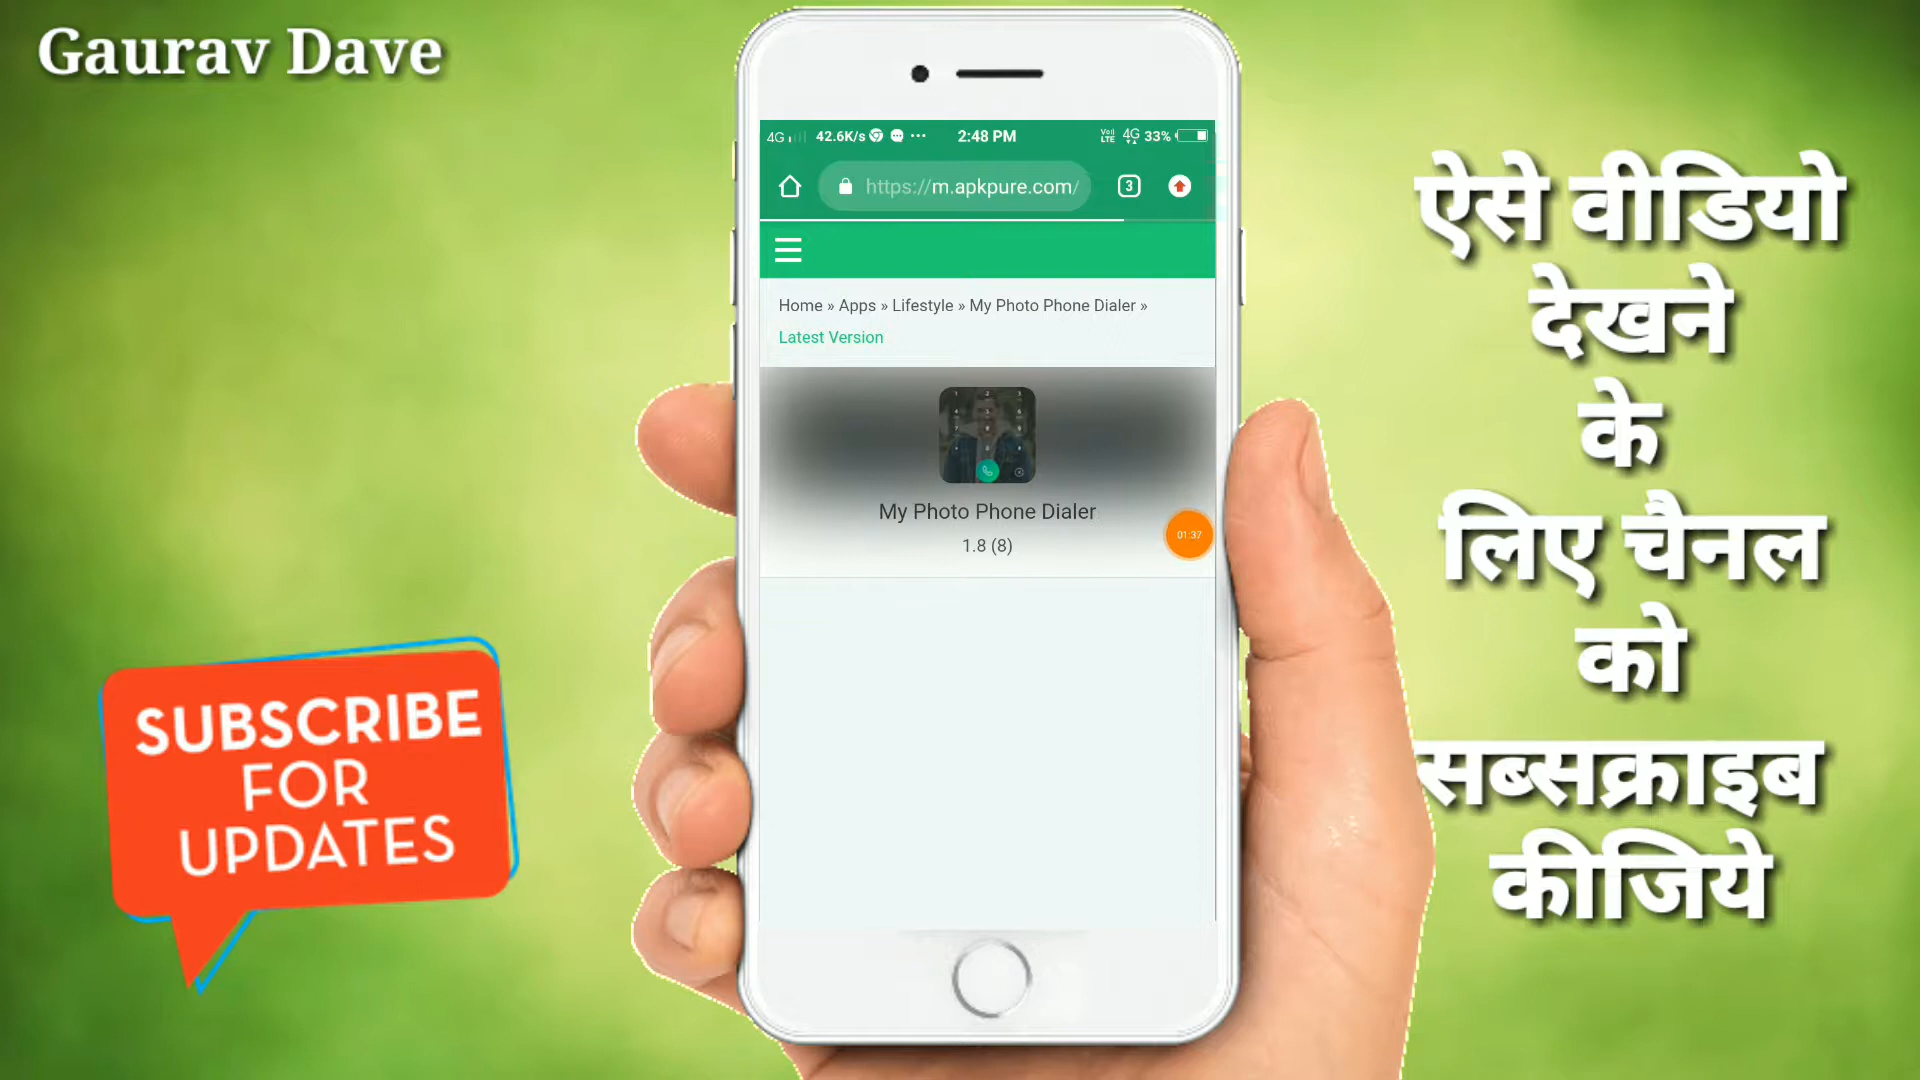 Gaurav Dave
4G 42.6K/s ... 2:48 PM VoLTE 4G 33%
https://m.apkpure.com/ 3
Home » Apps » Lifestyle » My Photo Phone Dialer »
Latest Version
My Photo Phone Dialer
1.8 (8)
01:37
SUBSCRIBE
FOR
UPDATES
ऐसे वीडियो
देखने
के
लिए चैनल
को
सब्सक्राइब
कीजिये